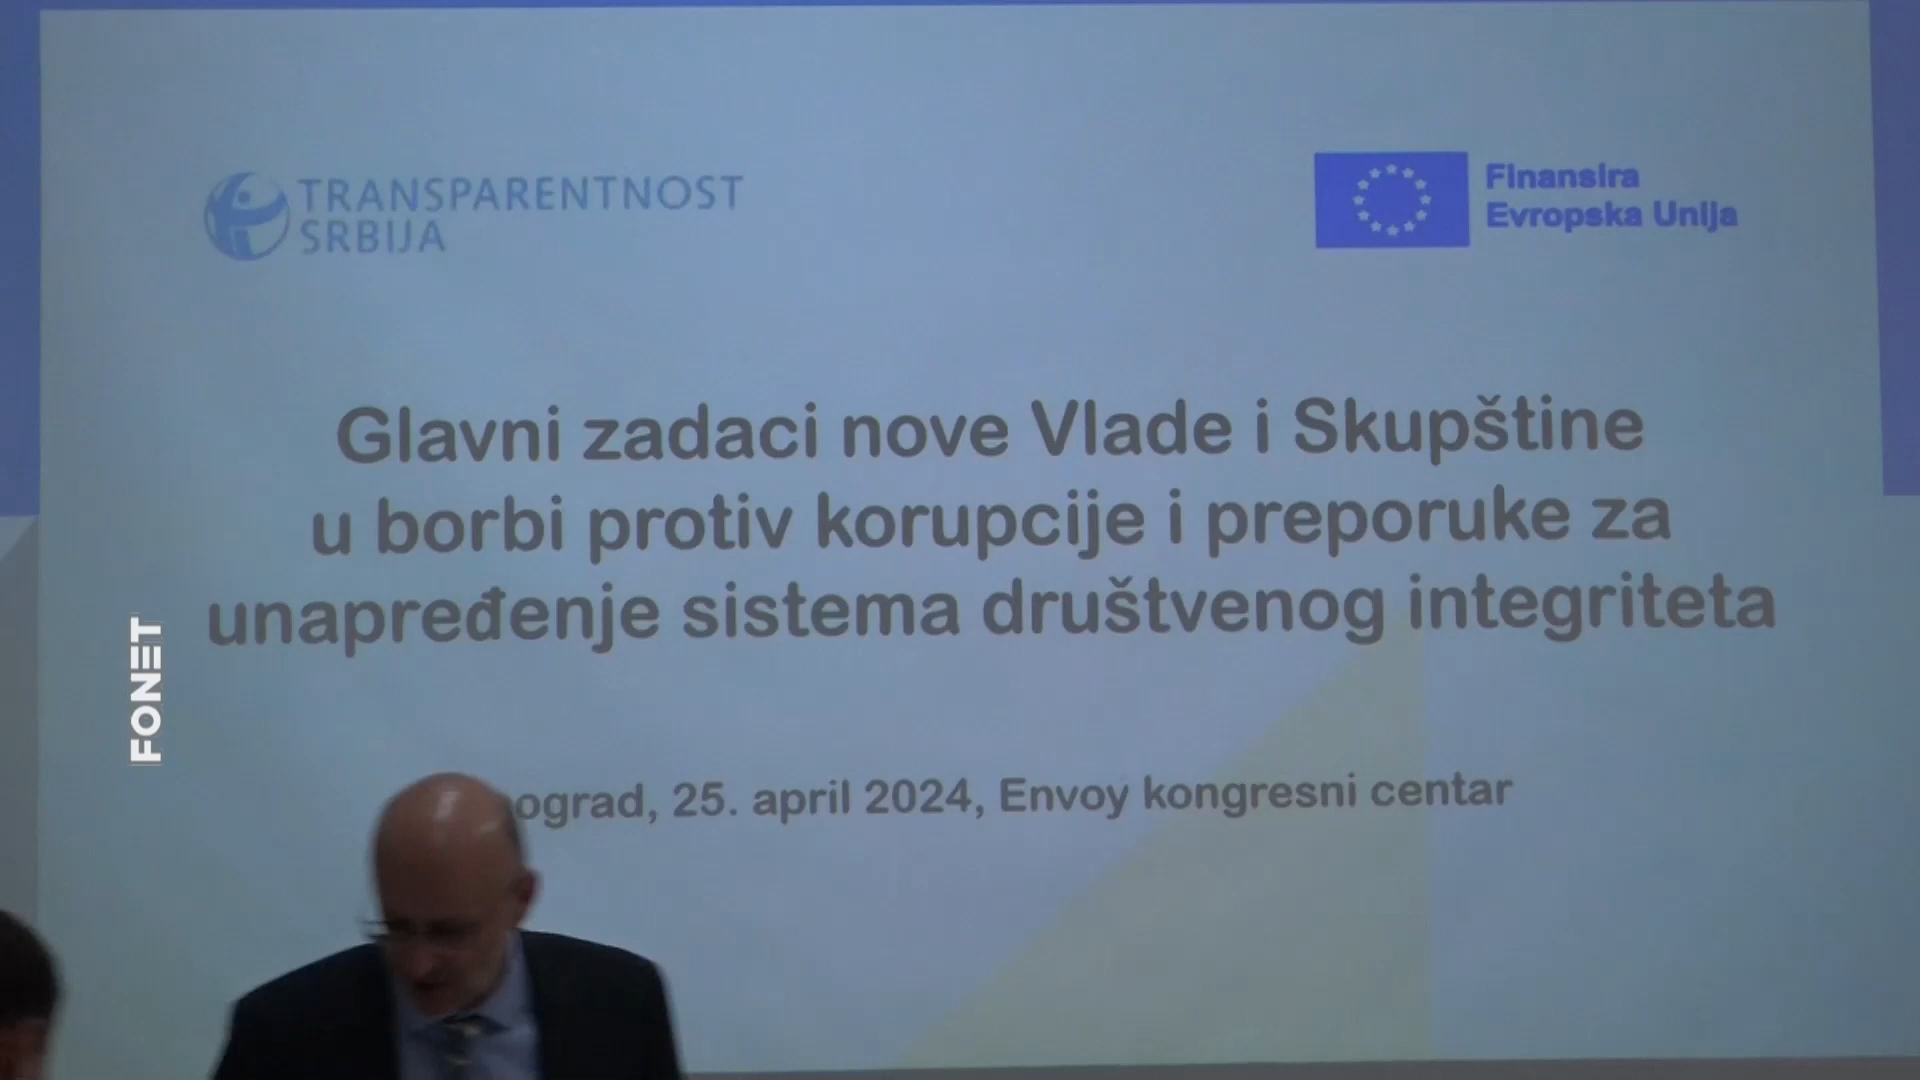 TRANSPARENTNOST
SRBIJA
Finansira
Evropska Unija
Glavni zadaci nove Vlade i Skupštine
u borbi protiv korupcije i preporuke za
unapređenje sistema društvenog integriteta
FONET
ograd, 25. april 2024, Envoy kongresni centar